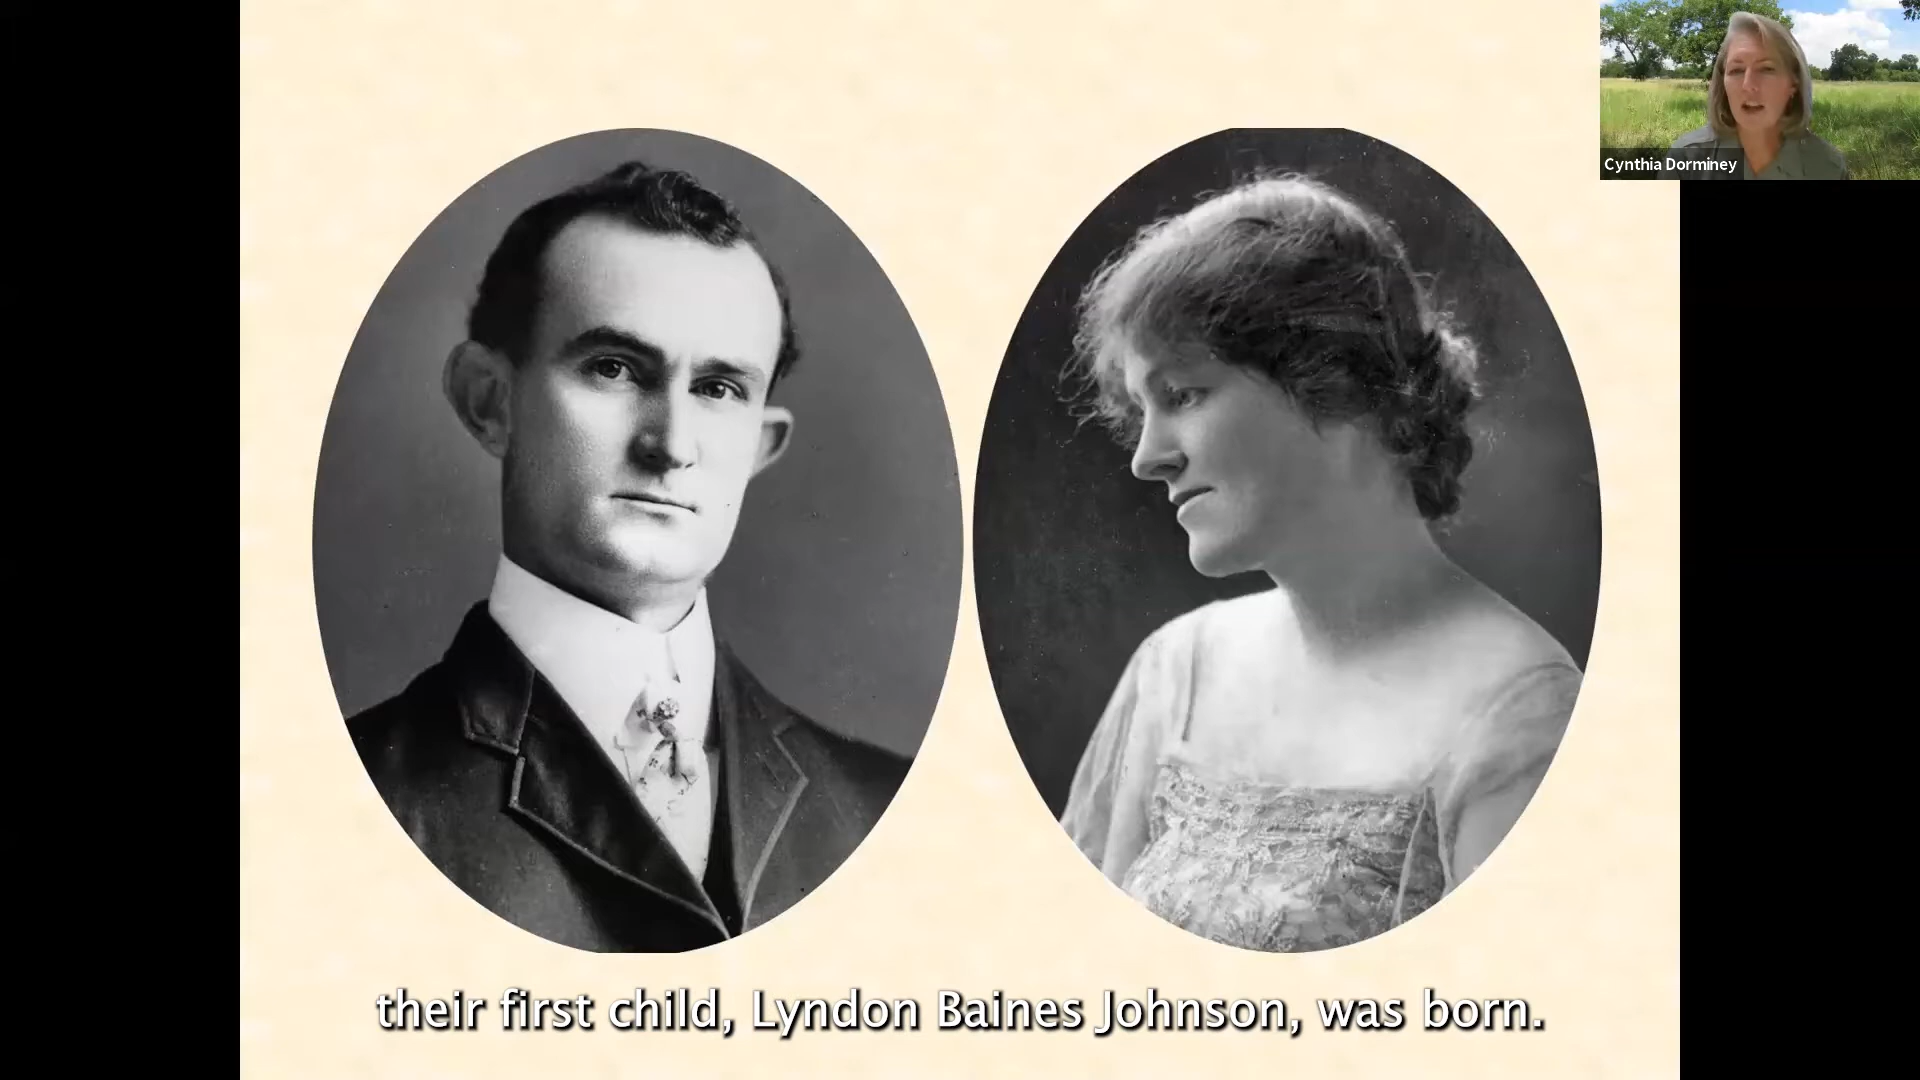 Cynthia Dorminey
their first child, Lyndon Baines Johnson, was born.